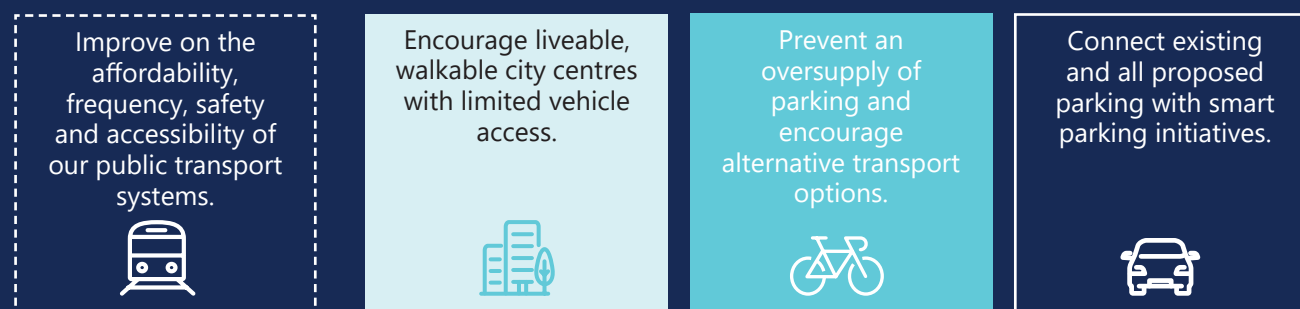 Improve on the
affordability,
frequency, safety
and accessibility of
our public transport
systems.
Encourage liveable,
walkable city centres
with limited vehicle
access.
Prevent an
oversupply of
parking and
encourage
alternative transport
options.
Connect existing
and all proposed
parking with smart
parking initiatives.